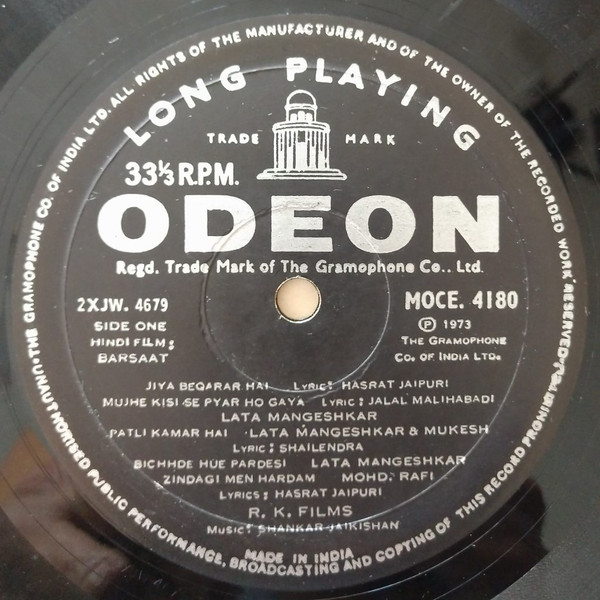 THE GRAMOPHONE CO. OF INDIA LTD. ALL RIGHTS OF THE MANUFACTURER AND OF THE OWNER OF THE RECORDED WORK RESERVED
UNAUTHORISED PUBLIC PERFORMANCE, BROADCASTING AND COPYING OF THIS RECORD PROHIBITED
LONG PLAYING
TRADE MARK
33⅓ R.P.M.
ODEON
Regd. Trade Mark of The Gramophone Co., Ltd.
2XJW. 4679
MOCE. 4180
SIDE ONE
HINDI FILM;
BARSAAT
Ⓟ 1973
THE GRAMOPHONE
CO. OF INDIA LTD.
JIYA BEQARAR HAI LYRIC: HASRAT JAIPURI
MUJHE KISI SE PYAR HO GAYA LYRIC: JALAL MALIHABADI
LATA MANGESHKAR
PATLI KAMAR HAI LATA MANGESHKAR & MUKESH
LYRIC: SHAILENDRA
BICHHDE HUE PARDESI LATA MANGESHKAR
ZINDAGI MEN HARDAM MOHD. RAFI
LYRICS: HASRAT JAIPURI
R. K. FILMS
MUSIC: SHANKAR JAIKISHAN
MADE IN INDIA